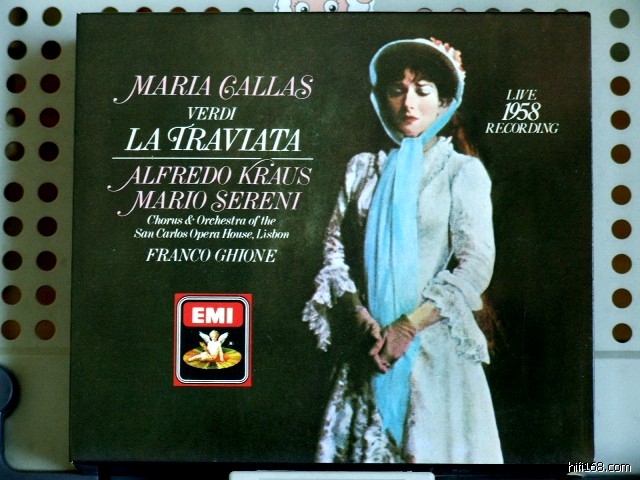 MARIA CALLAS
VERDI
LA TRAVIATA
ALFREDO KRAUS
MARIO SERENI
Chorus & Orchestra of the
San Carlos Opera House, Lisbon
FRANCO GHIONE
LIVE
1958
RECORDING
EMI
hifi168.com